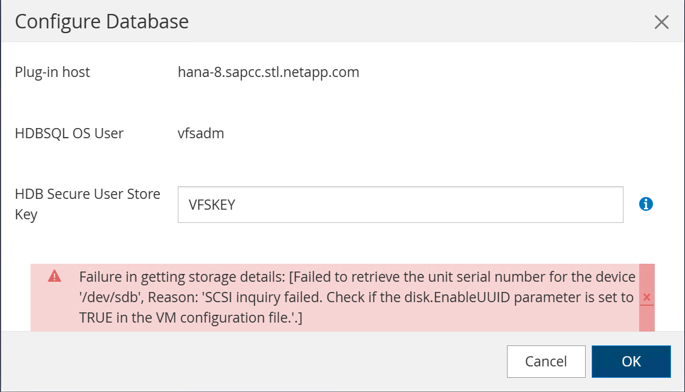 Configure Database
Plug-in host
hana-8.sapcc.stl.netapp.com
HDBSQL OS User
vfsadm
HDB Secure User Store
Key
VFSKEY
Failure in getting storage details: [Failed to retrieve the unit serial number for the device
'/dev/sdb', Reason: 'SCSI inquiry failed. Check if the disk.EnableUUID parameter is set to
TRUE in the VM configuration file.'.]
Cancel
OK